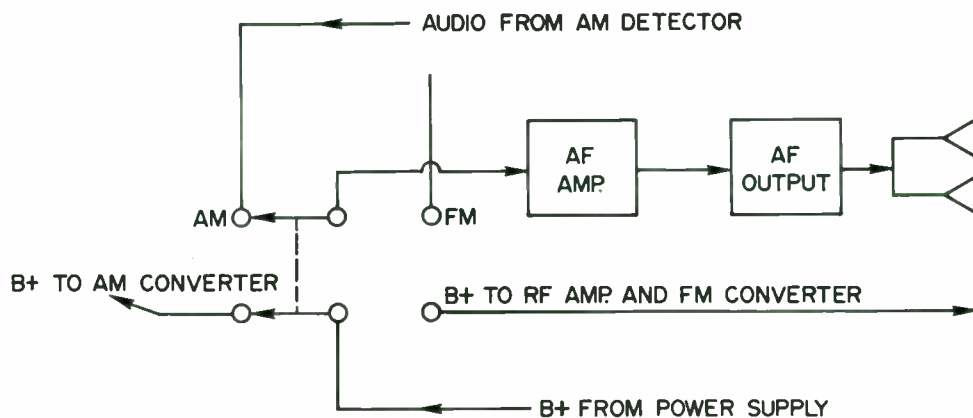 AUDIO FROM AM DETECTOR
AF
AMP.
AF
OUTPUT
AM
FM
B+ TO AM CONVERTER
B+ TO RF AMP. AND FM CONVERTER
B+ FROM POWER SUPPLY